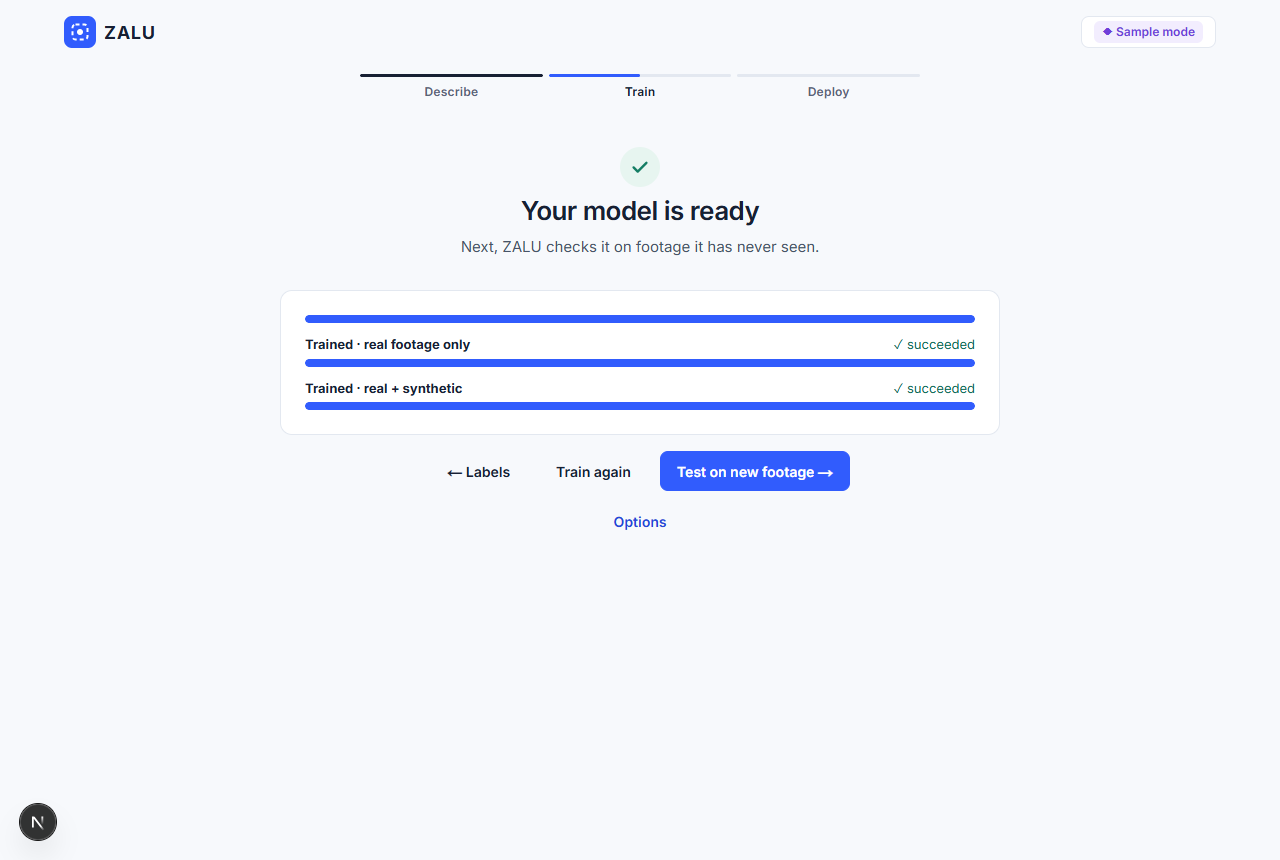 ZALU
Sample mode
Describe
Train
Deploy
Your model is ready
Next, ZALU checks it on footage it has never seen.
Trained · real footage only
✓ succeeded
Trained · real + synthetic
✓ succeeded
← Labels
Train again
Test on new footage →
Options
N